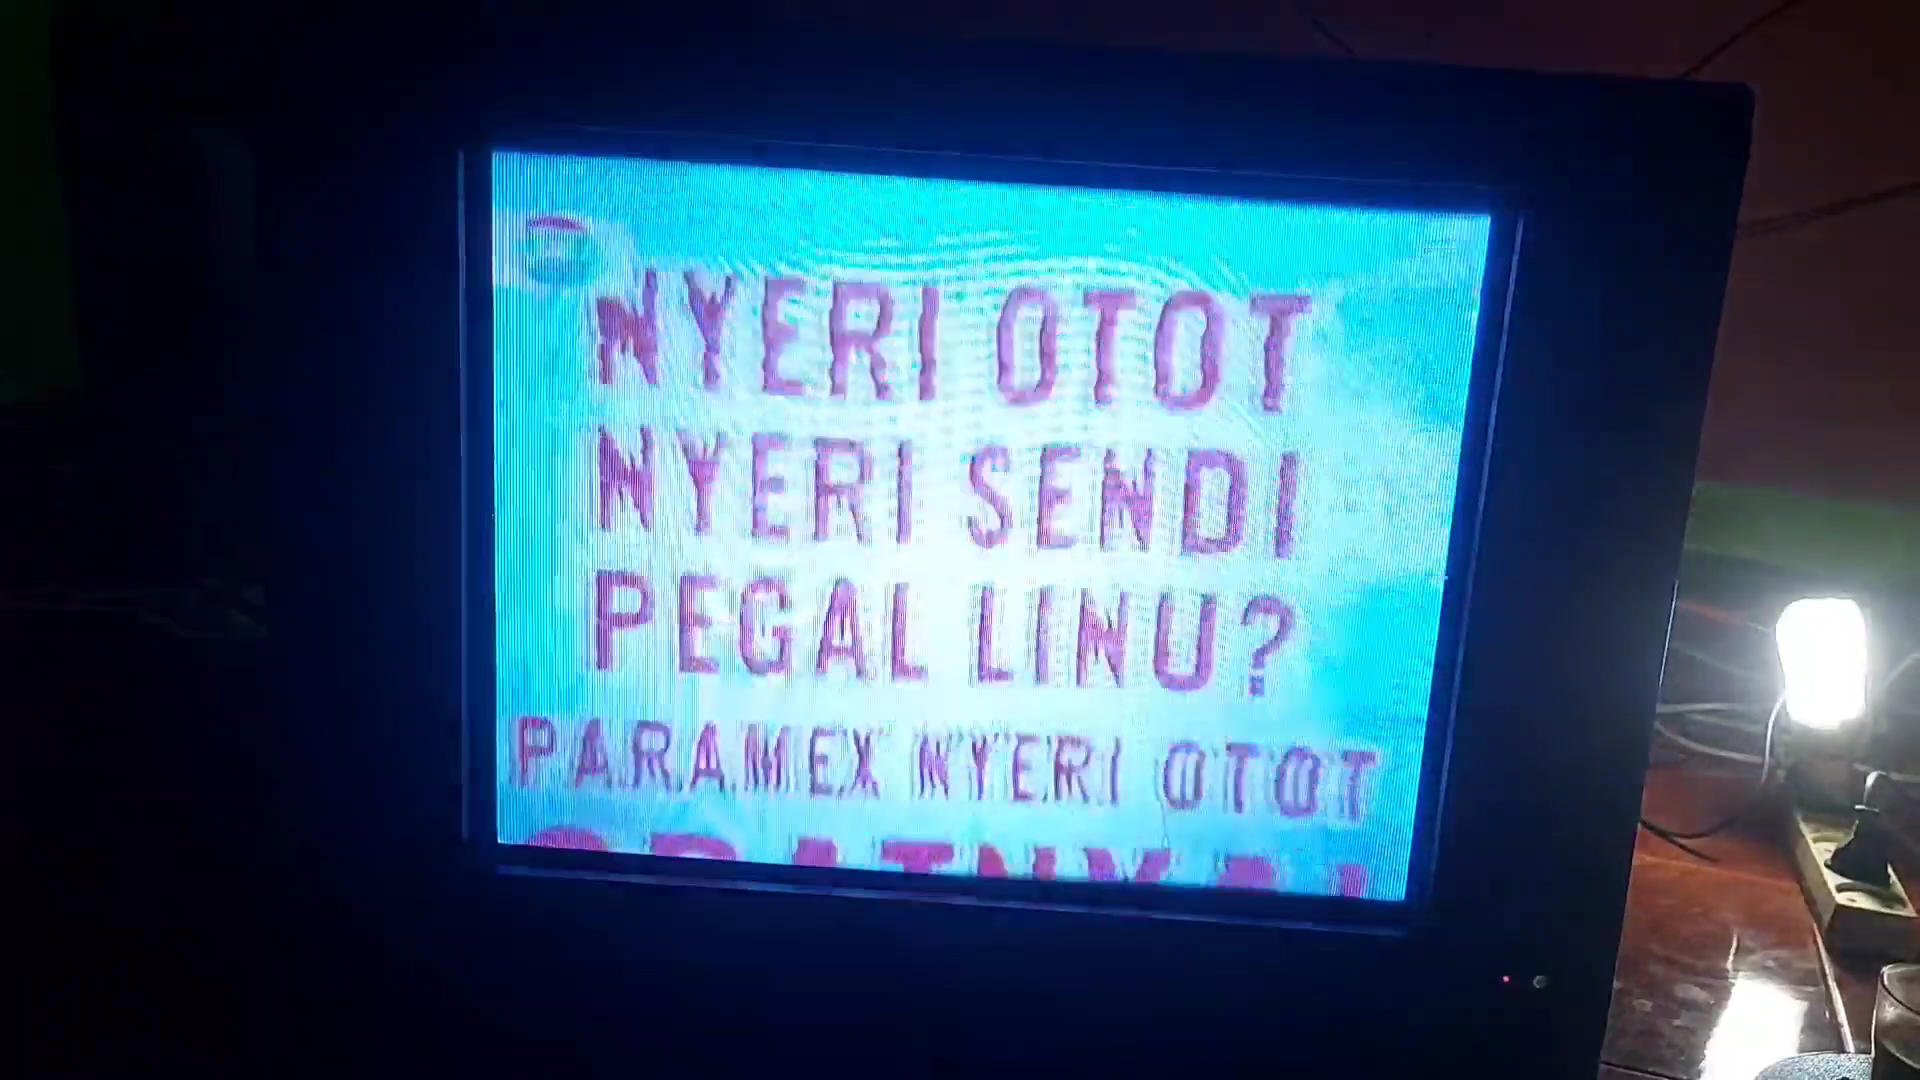 NYERI OTOT
NYERI SENDI
PEGAL LINU?
PARAMEX NYERI OTOT